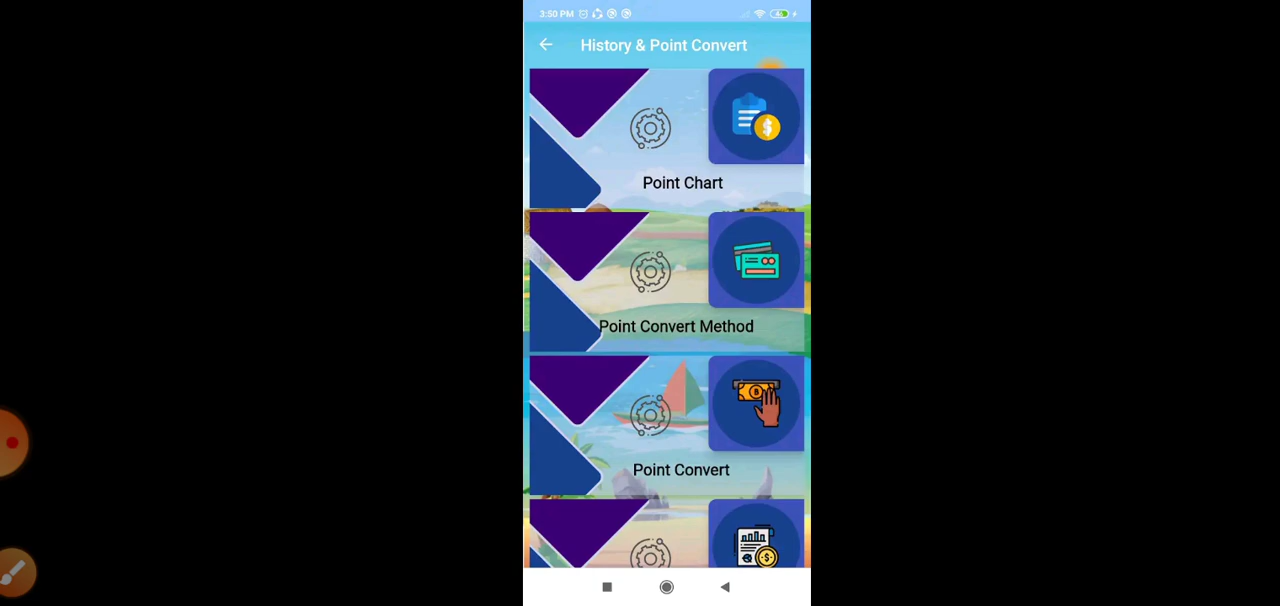 3:50 PM
History & Point Convert
Point Chart
Point Convert Method
Point Convert